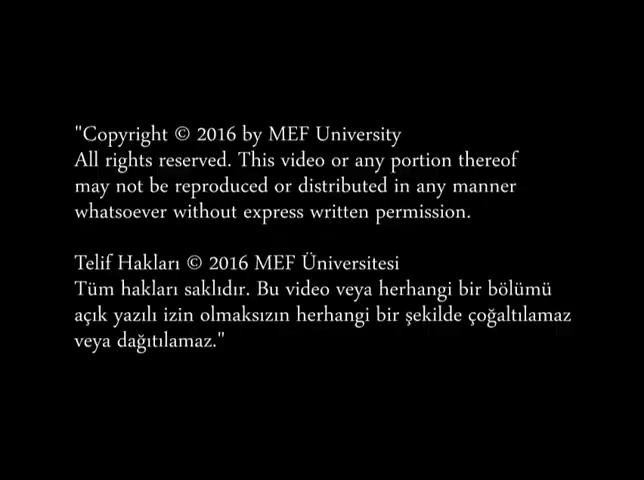 "Copyright © 2016 by MEF University
All rights reserved. This video or any portion thereof
may not be reproduced or distributed in any manner
whatsoever without express written permission.
Telif Hakları © 2016 MEF Üniversitesi
Tüm hakları saklıdır. Bu video veya herhangi bir bölümü
açık yazılı izin olmaksızın herhangi bir şekilde çoğaltılamaz
veya dağıtılamaz."